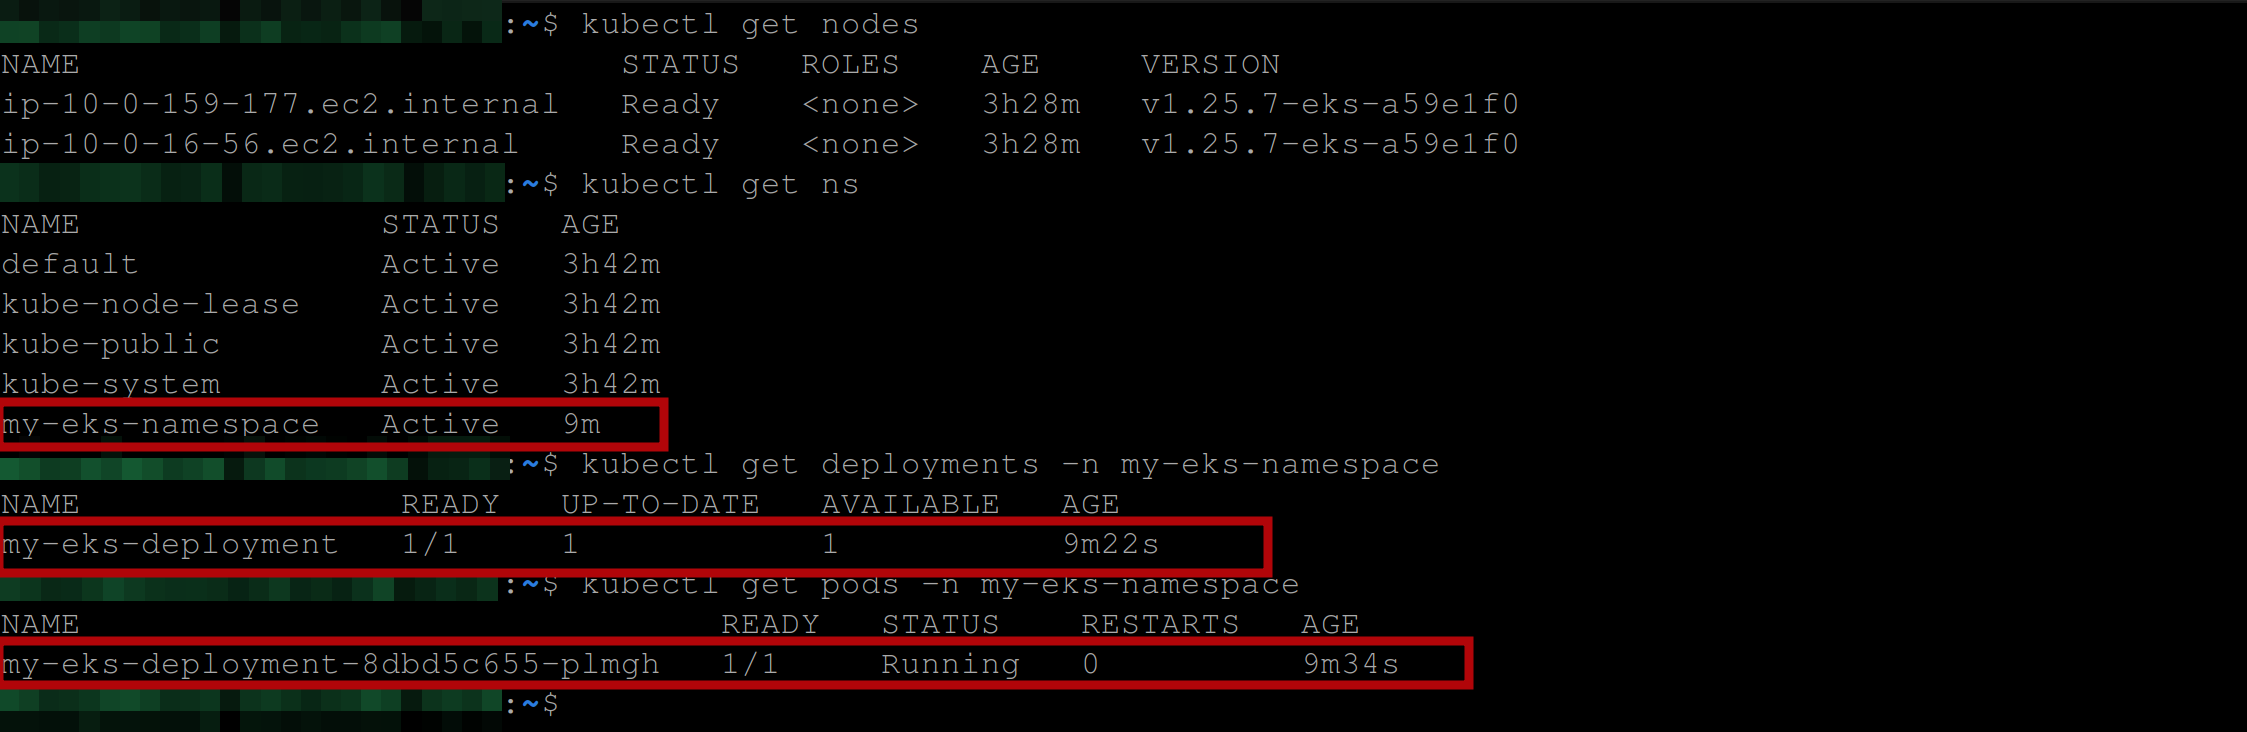 :~$ kubectl get nodes
NAME STATUS ROLES AGE VERSION
ip-10-0-159-177.ec2.internal Ready <none> 3h28m v1.25.7-eks-a59e1f0
ip-10-0-16-56.ec2.internal Ready <none> 3h28m v1.25.7-eks-a59e1f0
:~$ kubectl get ns
NAME STATUS AGE
default Active 3h42m
kube-node-lease Active 3h42m
kube-public Active 3h42m
kube-system Active 3h42m
my-eks-namespace Active 9m
:~$ kubectl get deployments -n my-eks-namespace
NAME READY UP-TO-DATE AVAILABLE AGE
my-eks-deployment 1/1 1 1 9m22s
:~$ kubectl get pods -n my-eks-namespace
NAME READY STATUS RESTARTS AGE
my-eks-deployment-8dbd5c655-plmgh 1/1 Running 0 9m34s
:~$